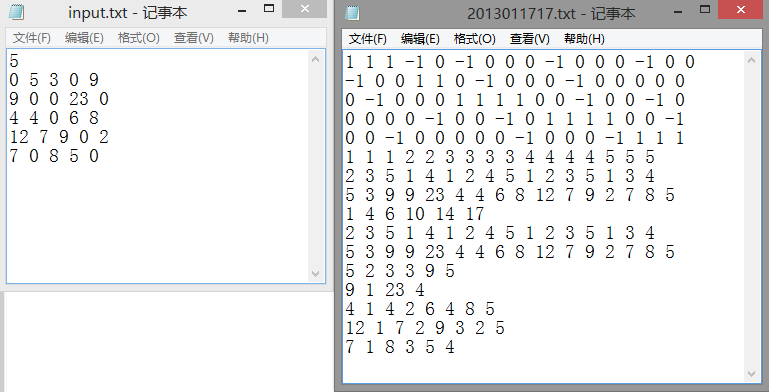 input.txt - 记事本
文件(F) 编辑(E) 格式(O) 查看(V) 帮助(H)
5
0 5 3 0 9
9 0 0 23 0
4 4 0 6 8
12 7 9 0 2
7 0 8 5 0
2013011717.txt - 记事本
文件(F) 编辑(E) 格式(O) 查看(V) 帮助(H)
1 1 1 -1 0 -1 0 0 0 -1 0 0 0 -1 0 0
-1 0 0 1 1 0 -1 0 0 0 -1 0 0 0 0 0
0 -1 0 0 0 1 1 1 1 0 0 -1 0 0 -1 0
0 0 0 0 -1 0 0 -1 0 1 1 1 1 0 0 -1
0 0 -1 0 0 0 0 0 -1 0 0 0 -1 1 1 1
1 1 1 2 2 3 3 3 3 4 4 4 4 5 5 5
2 3 5 1 4 1 2 4 5 1 2 3 5 1 3 4
5 3 9 9 23 4 4 6 8 12 7 9 2 7 8 5
1 4 6 10 14 17
2 3 5 1 4 1 2 4 5 1 2 3 5 1 3 4
5 3 9 9 23 4 4 6 8 12 7 9 2 7 8 5
5 2 3 3 9 5
9 1 23 4
4 1 4 2 6 4 8 5
12 1 7 2 9 3 2 5
7 1 8 3 5 4